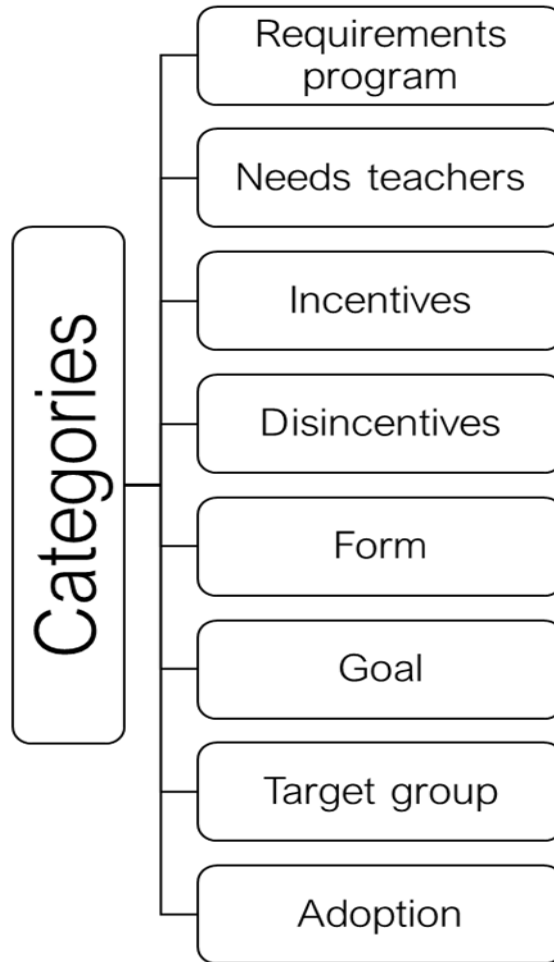 Categories
Requirements
program
Needs teachers
Incentives
Disincentives
Form
Goal
Target group
Adoption